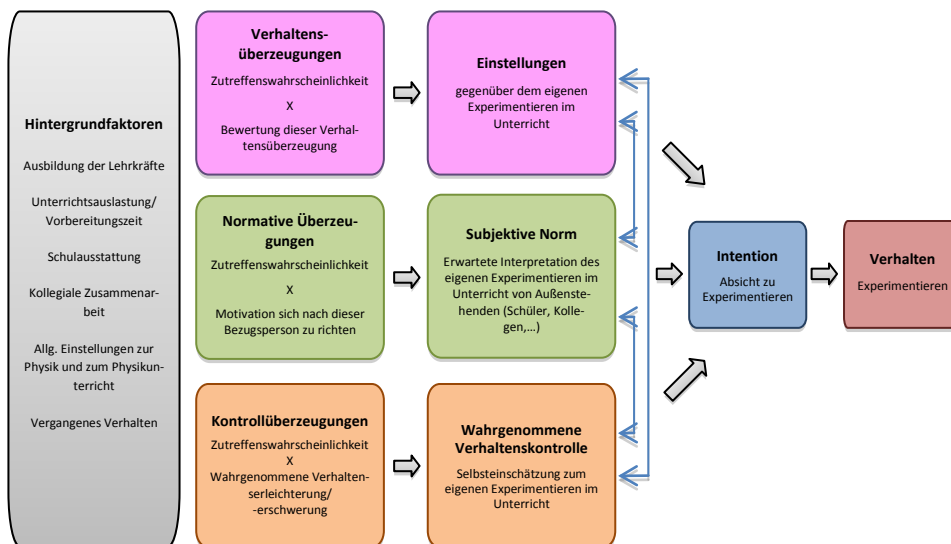 Hintergrundfaktoren
Ausbildung der Lehrkräfte
Unterrichtsauslastung/
Vorbereitungszeit
Schulausstattung
Kollegiale Zusammenar-
beit
Allg. Einstellungen zur
Physik und zum Physikun-
terricht
Vergangenes Verhalten
Verhaltens-
überzeugungen
Zutreffenswahrscheinlichkeit
X
Bewertung dieser Verhal-
tensüberzeugung
Einstellungen
gegenüber dem eigenen
Experimentieren im
Unterricht
Normative Überzeu-
gungen
Zutreffenswahrscheinlichkeit
X
Motivation sich nach dieser
Bezugsperson zu richten
Subjektive Norm
Erwartete Interpretation des
eigenen Experimentieren im
Unterricht von Außenste-
henden (Schüler, Kolle-
gen,...)
Kontrollüberzeugungen
Zutreffenswahrscheinlichkeit
X
Wahrgenommene Verhalten-
serleichterung/
-erschwerung
Wahrgenommene
Verhaltenskontrolle
Selbsteinschätzung zum
eigenen Experimentieren im
Unterricht
Intention
Absicht zu
Experimentieren
Verhalten
Experimentieren